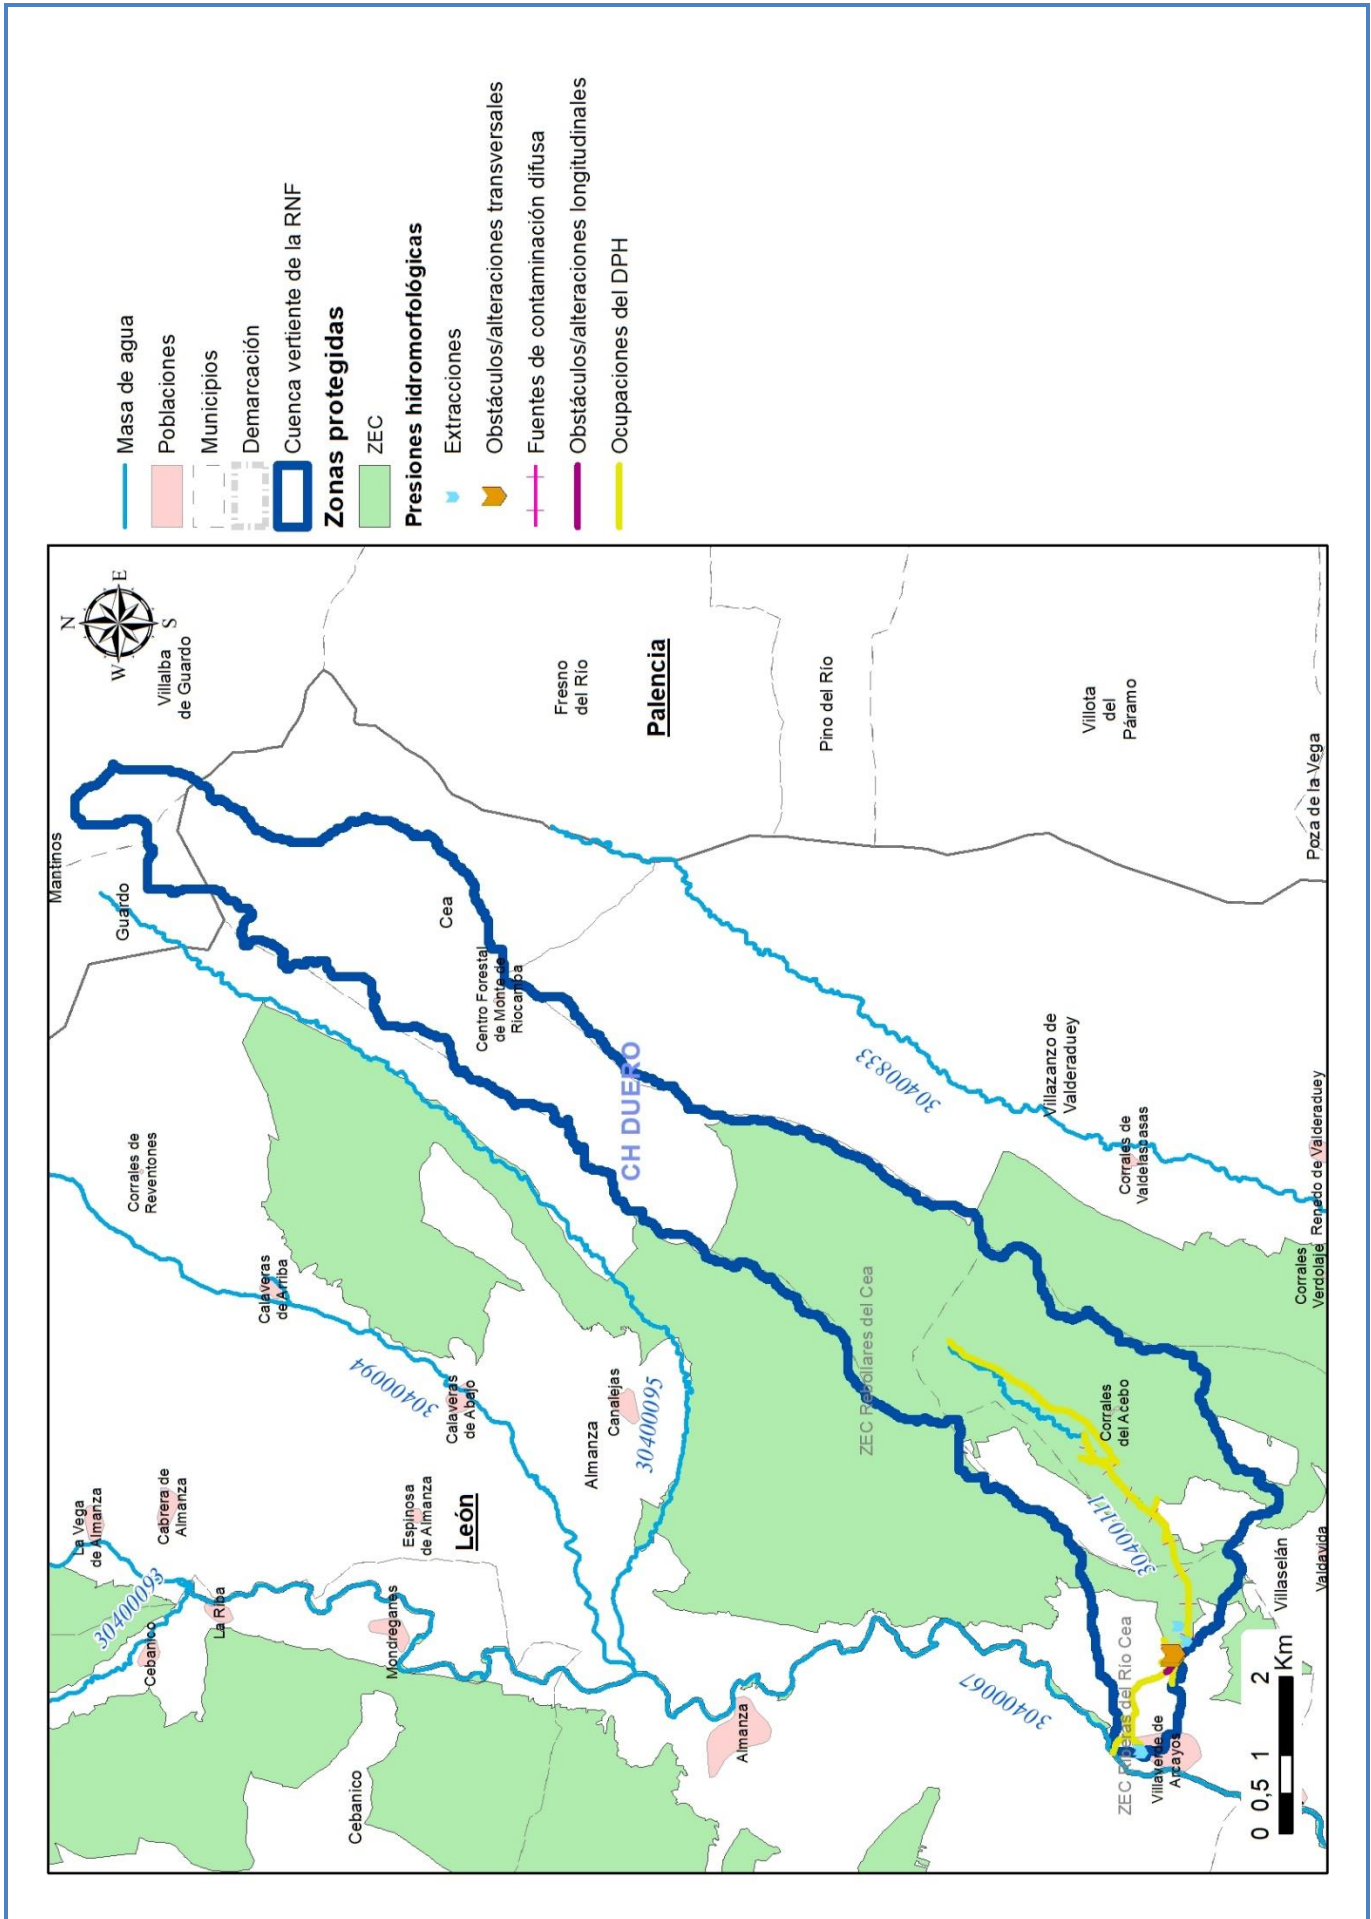 Masa de agua
Poblaciones
Municipios
Demarcación
Cuenca vertiente de la RNF
Zonas protegidas
ZEC
Presiones hidromorfológicas
Extracciones
Obstáculos/alteraciones transversales
Fuentes de contaminación difusa
Obstáculos/alteraciones longitudinales
Ocupaciones del DPH
N
W
E
S
Mantinos
Villalba
de Guardo
Guardo
Cea
Fresno
del Río
Palencia
Pino del Río
Villota
del
Páramo
Poza de la Vega
Centro Forestal
de Monte de
Riocamba
CH DUERO
30400833
Villazanzo de
Valderaduey
Corrales de
Valdelascasas
Renedo de Valderaduey
Corrales
Verdolaje
Corrales de
Reventones
Calaveras
de Arriba
30400094
Calaveras
de Abajo
Canalejas
Almanza
30400095
ZEC Rebollares del Cea
Corrales
del Acebo
30400111
La Vega
de Almanza
Cabrera de
Almanza
Espinosa
de Almanza
León
30400093
Cebanico
La Riba
Mondreganes
Almanza
30400067
Cebanico
ZEC Riberas del Río Cea
Villaverde de
Arcayos
Villaselán
Valdavida
0 0,5 1 2
Km